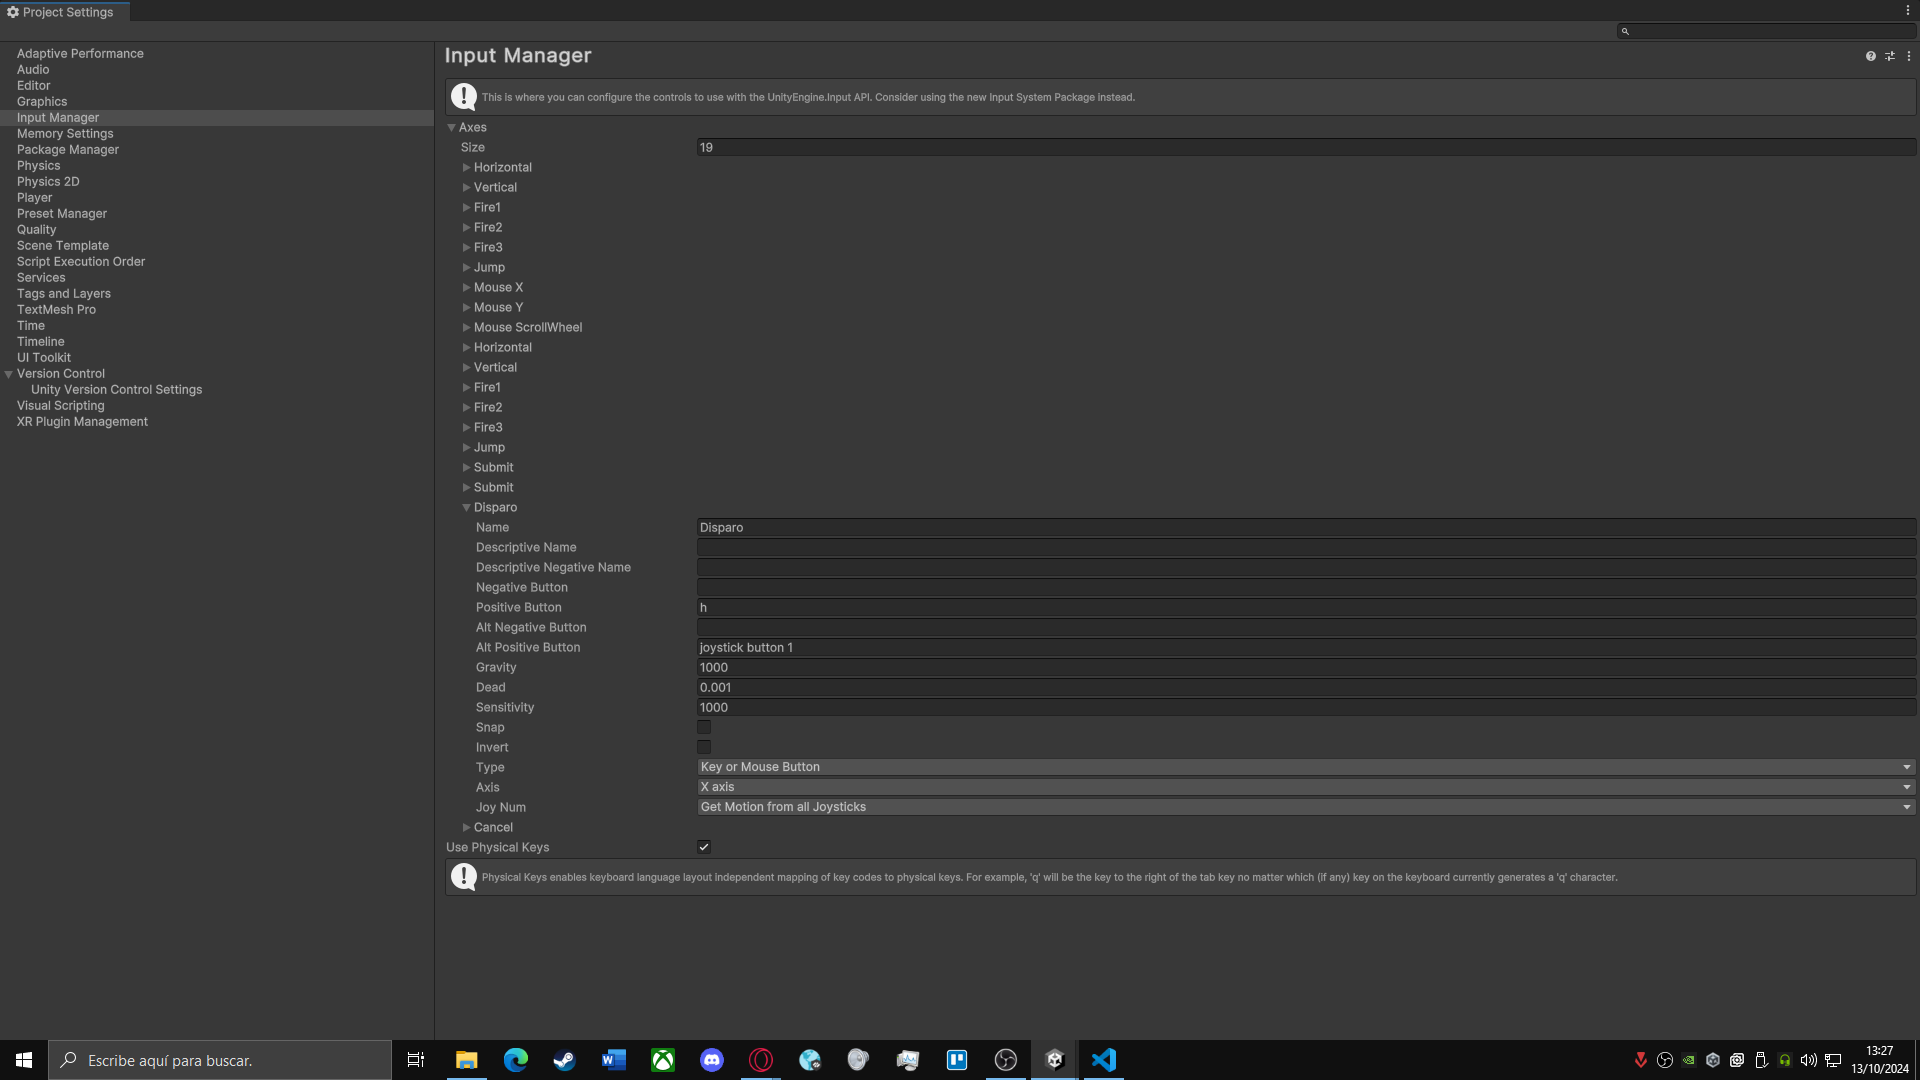 Project Settings
Adaptive Performance
Audio
Editor
Graphics
Input Manager
Memory Settings
Package Manager
Physics
Physics 2D
Player
Preset Manager
Quality
Scene Template
Script Execution Order
Services
Tags and Layers
TextMesh Pro
Time
Timeline
UI Toolkit
Version Control
Unity Version Control Settings
Visual Scripting
XR Plugin Management
Input Manager
This is where you can configure the controls to use with the UnityEngine.Input API. Consider using the new Input System Package instead.
Axes
Size 19
Horizontal
Vertical
Fire1
Fire2
Fire3
Jump
Mouse X
Mouse Y
Mouse ScrollWheel
Horizontal
Vertical
Fire1
Fire2
Fire3
Jump
Submit
Submit
Disparo
Name Disparo
Descriptive Name
Descriptive Negative Name
Negative Button
Positive Button h
Alt Negative Button
Alt Positive Button joystick button 1
Gravity 1000
Dead 0.001
Sensitivity 1000
Snap
Invert
Type Key or Mouse Button
Axis X axis
Joy Num Get Motion from all Joysticks
Cancel
Use Physical Keys
Physical Keys enables keyboard language layout independent mapping of key codes to physical keys. For example, 'q' will be the key to the right of the tab key no matter which (if any) key on the keyboard currently generates a 'q' character.
Escribe aquí para buscar.
13:27
13/10/2024